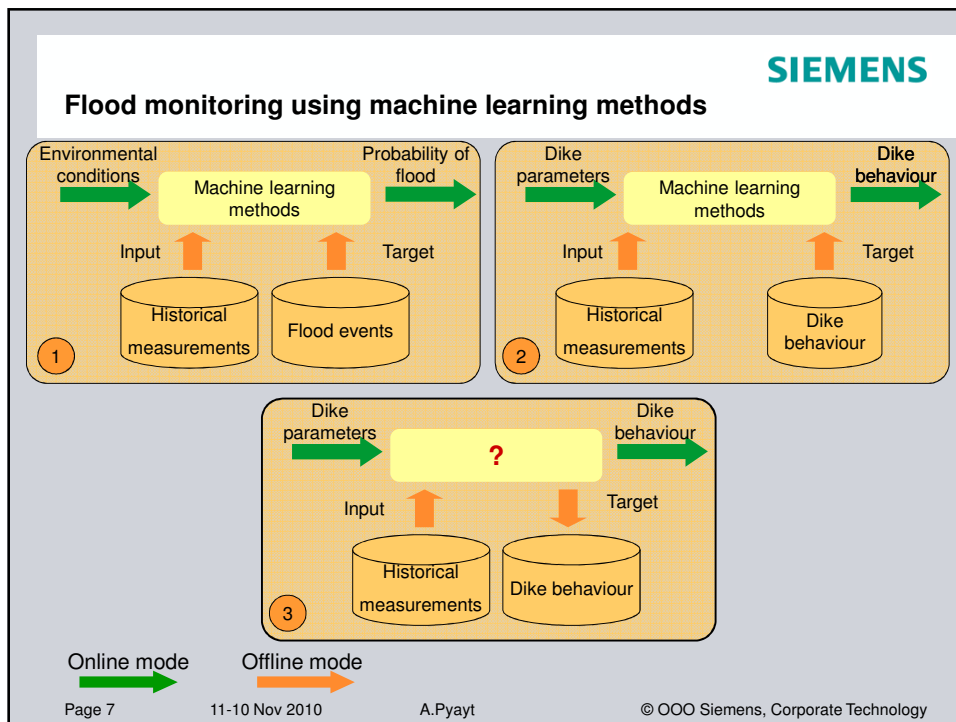 SIEMENS
Flood monitoring using machine learning methods
Environmental
conditions
Probability of
flood
Machine learning
methods
Input
Target
Historical
measurements
Flood events
1
Dike
parameters
Dike
behaviour
Machine learning
methods
Input
Target
Historical
measurements
Dike
behaviour
2
Dike
parameters
Dike
behaviour
?
Input
Target
Historical
measurements
Dike behaviour
3
Online mode
Offline mode
Page 7
11-10 Nov 2010
A.Pyayt
© OOO Siemens, Corporate Technology